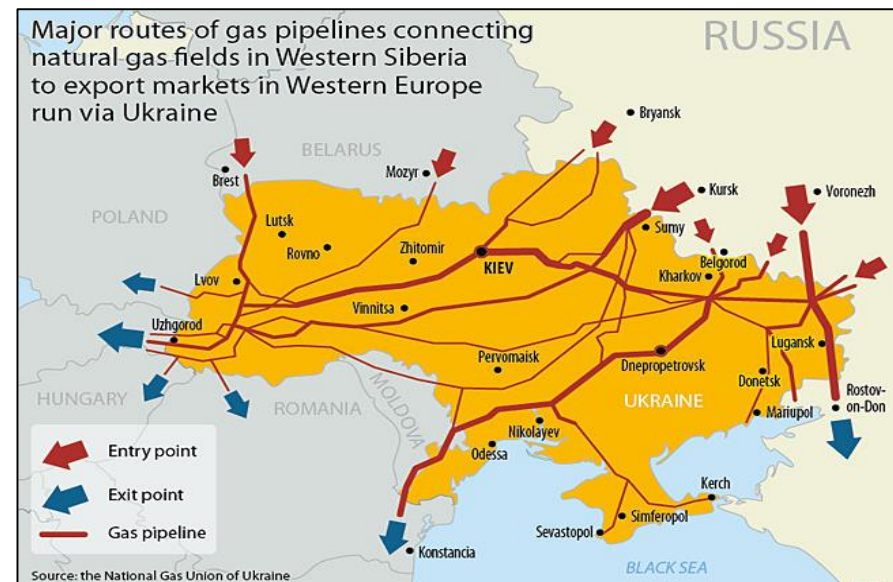 Major routes of gas pipelines connecting
natural gas fields in Western Siberia
to export markets in Western Europe
run via Ukraine
RUSSIA
Bryansk
BELARUS
Mozyr
Brest
Kursk
Voronezh
POLAND
Lutsk
Sumy
Rovno
Zhitomir
KIEV
Belgorod
Kharkov
Lvov
Vinnitsa
Uzhgorod
Lugansk
Pervomaisk
Dnepropetrovsk
Donetsk
HUNGARY
MOLDOVA
ROMANIA
UKRAINE
Rostov-
on-Don
Mariupol
Nikolayev
Odessa
Entry point
Exit point
Gas pipeline
Kerch
Simferopol
Sevastopol
Konstancia
BLACK SEA
Source: the National Gas Union of Ukraine